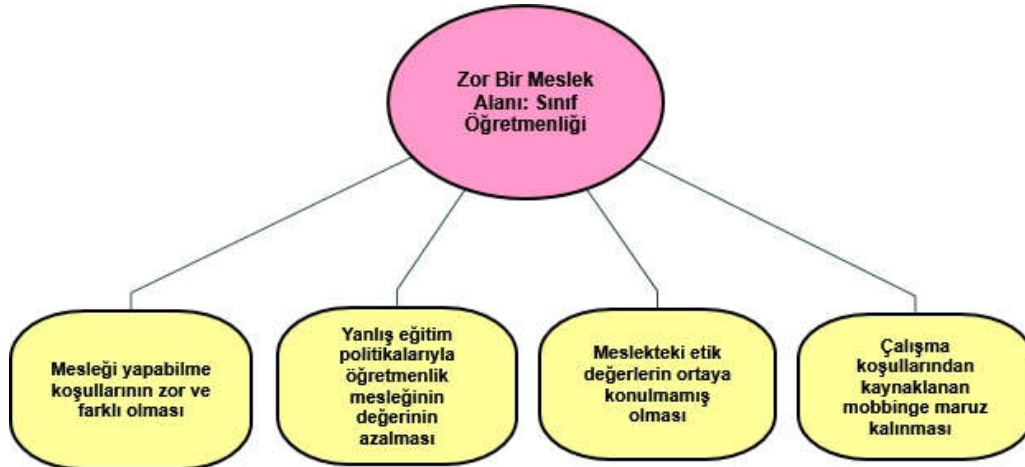 Zor Bir Meslek
Alanı: Sınıf
Öğretmenliği
Mesleği yapabilme
koşullarının zor ve
farklı olması
Yanlış eğitim
politikalarıyla
öğretmenlik
mesleğinin
değerinin
azalması
Meslekteki etik
değerlerin ortaya
konulmamış
olması
Çalışma
koşullarından
kaynaklanan
mobbinge maruz
kalınması